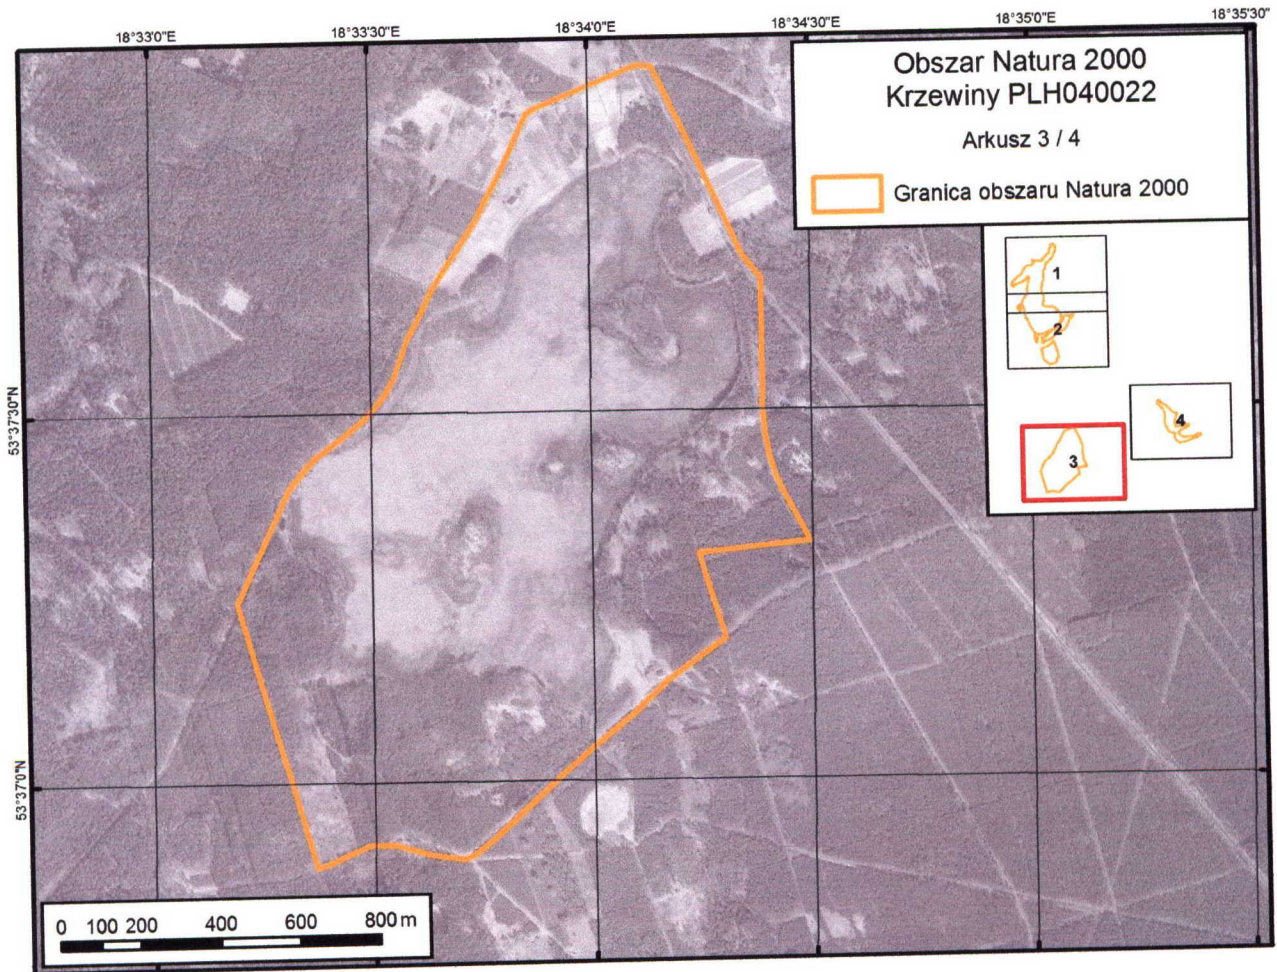 18°33'0"E
18°33'30"E
18°34'0"E
18°34'30"E
18°35'0"E
18°35'30"
Obszar Natura 2000
Krzewiny PLH040022
Arkusz 3 / 4
Granica obszaru Natura 2000
1
2
4
3
53°37'30"N
53°37'0"N
0 100 200 400 600 800 m